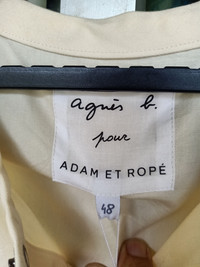 agnès b.
pour
ADAM ET ROPÉ
48